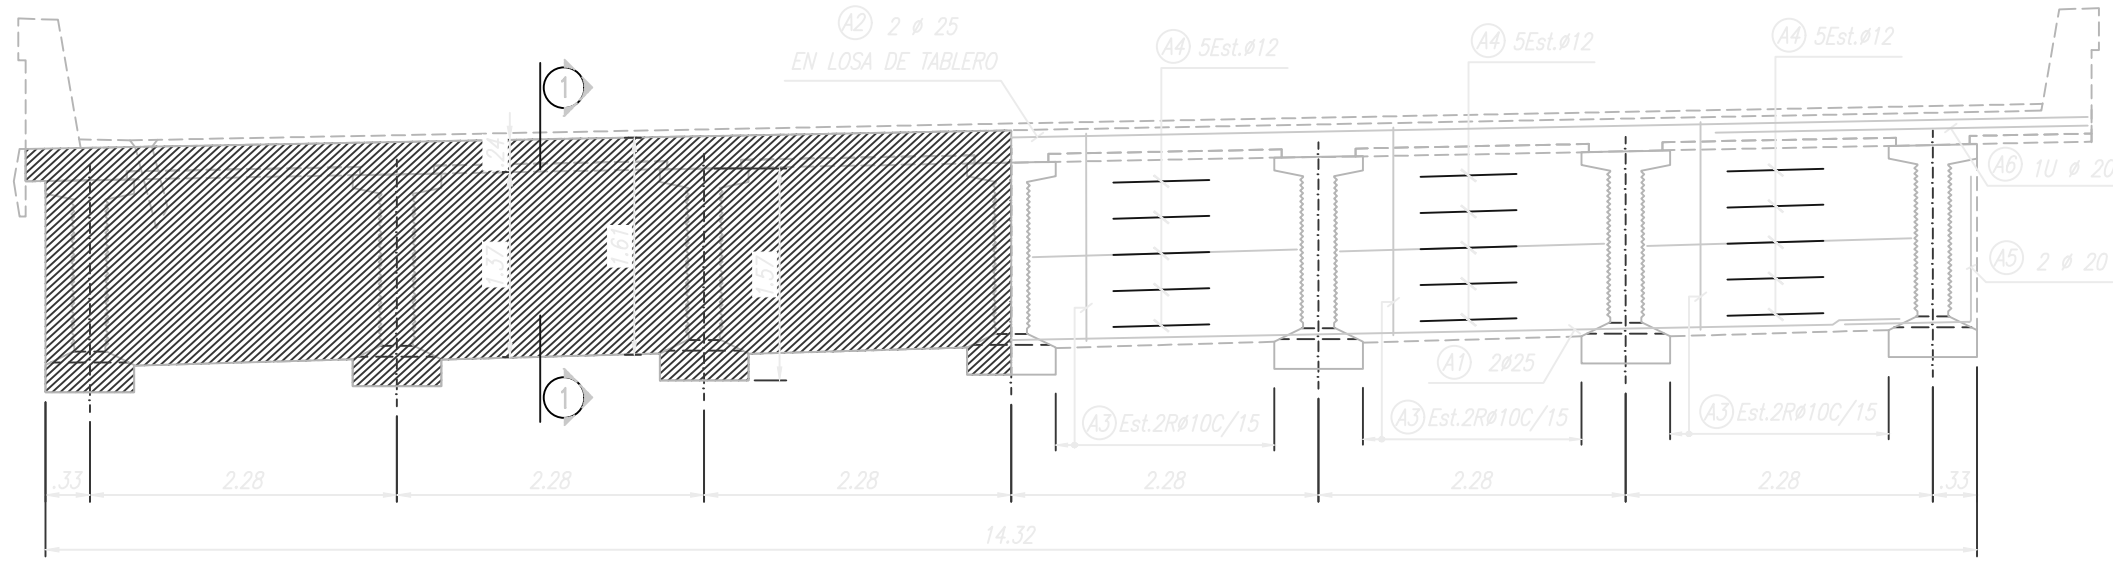 A2 2 ø 25
EN LOSA DE TABLERO
A4 5Est.ø12
A4 5Est.ø12
A4 5Est.ø12
1
.24
1.37
1.61
1.57
A6 1U ø 20
A5 2 ø 20
A1 2ø25
1
A3 Est.2Rø10C/15
A3 Est.2Rø10C/15
A3 Est.2Rø10C/15
.33
2.28
2.28
2.28
2.28
2.28
2.28
.33
14.32